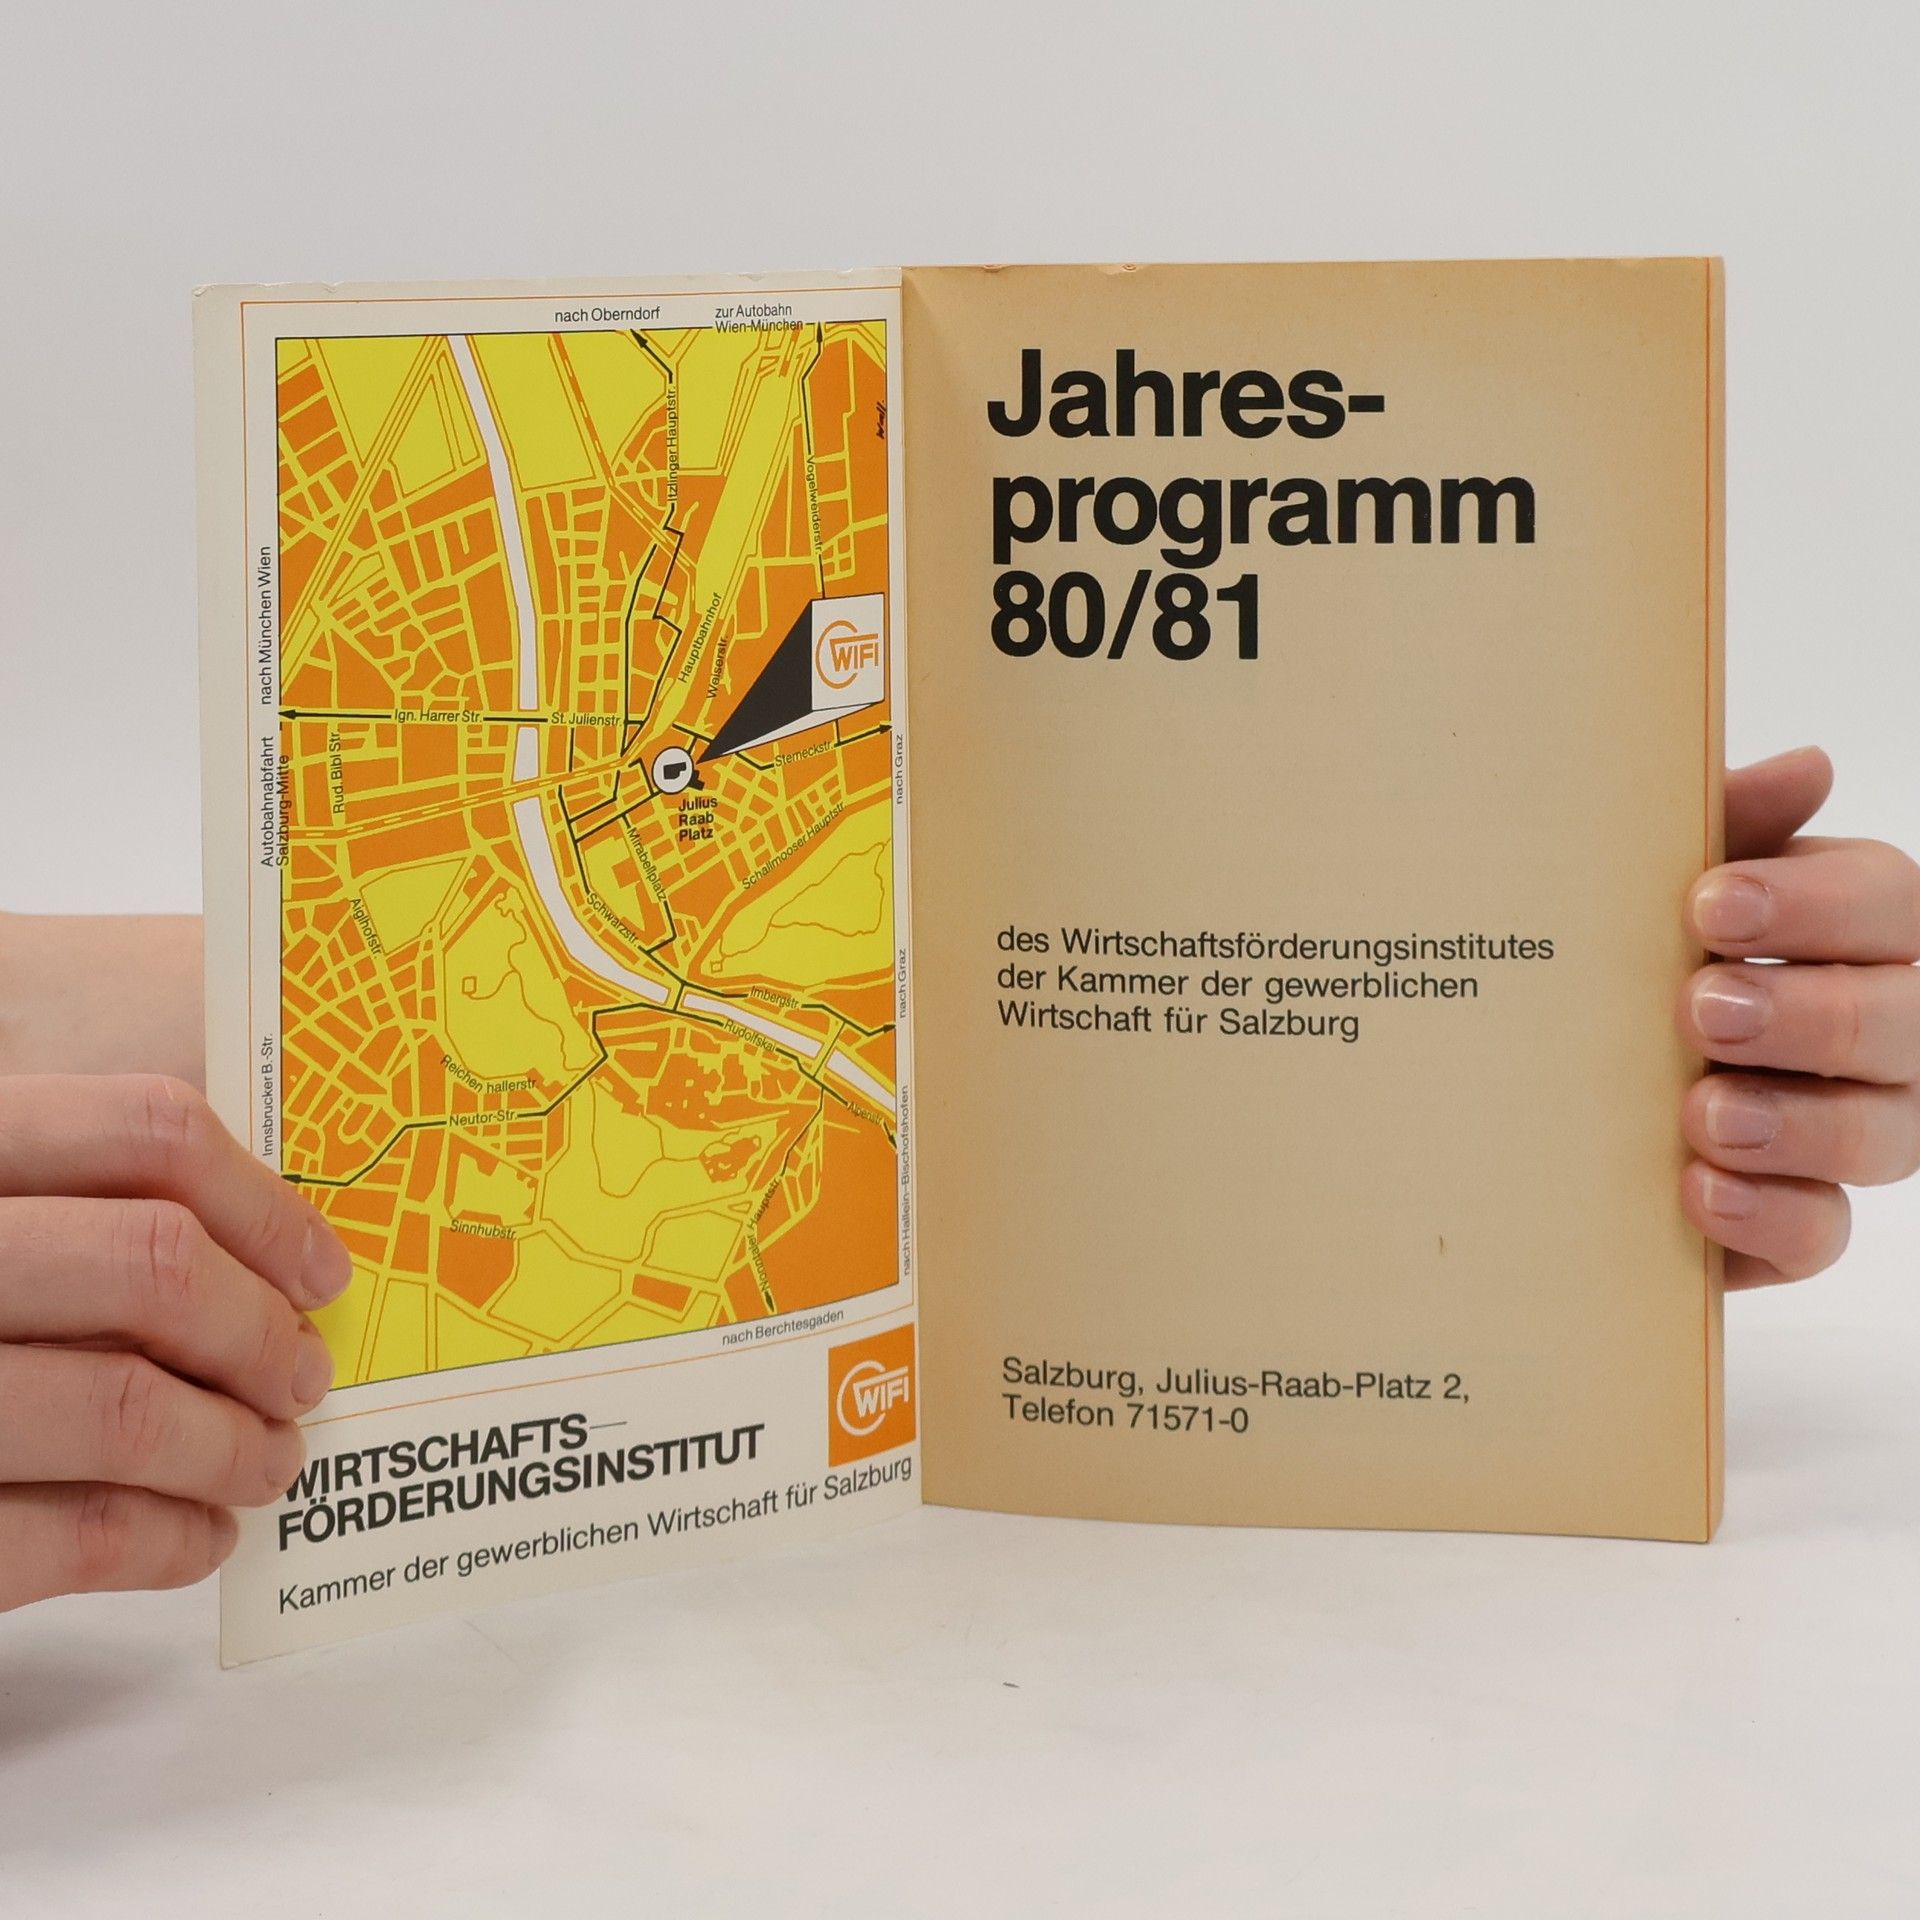 nach Oberndorf
zur Autobahn
Wien-München
nach München Wien
Autobahnabfahrt
Salzburg-Mitte
Innsbrucker B.-Str.
Itzlinger Hauptstr.
Vogelweiderstr.
Hauptbahnhof
Weiserstr.
WIFI
Ign. Harrer Str.
St. Julienstr.
Rud. Bibl Str.
Sterneckstr.
nach Graz
Julius
Raab
Platz
Mirabellplatz
Schallmooser Hauptstr.
Schwarzstr.
Aiglhofstr.
nach Graz
Imbergstr.
Rudolfskai
Reichen hallerstr.
Neutor-Str.
Alpenstr.
nach Hallein-Bischofshofen
Sinnhubstr.
Nonntaler Hauptstr.
nach Berchtesgaden
WIFI
WIRTSCHAFTS-
FÖRDERUNGSINSTITUT
Kammer der gewerblichen Wirtschaft für Salzburg
Jahres-
programm
80/81
des Wirtschaftsförderungsinstitutes
der Kammer der gewerblichen
Wirtschaft für Salzburg
Salzburg, Julius-Raab-Platz 2,
Telefon 71571-0